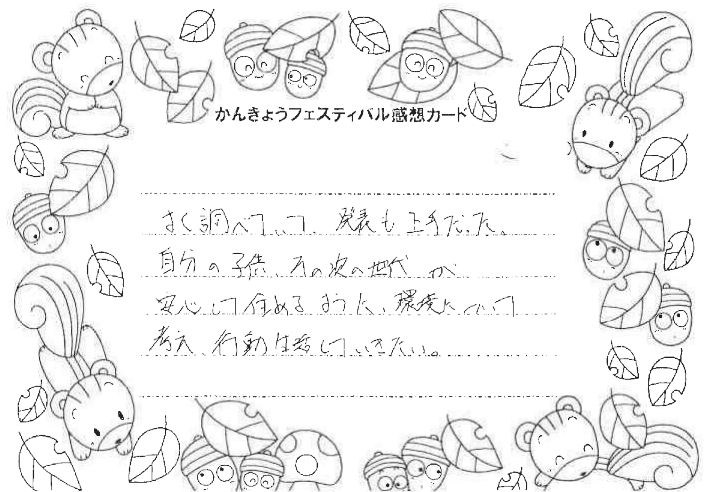 かんきょうフェスティバル感想カード
よく調べていて、発表も上手だった。
自分の子供、その次の世代が
安心して住めるように、環境について
考え、行動は志していきたい。